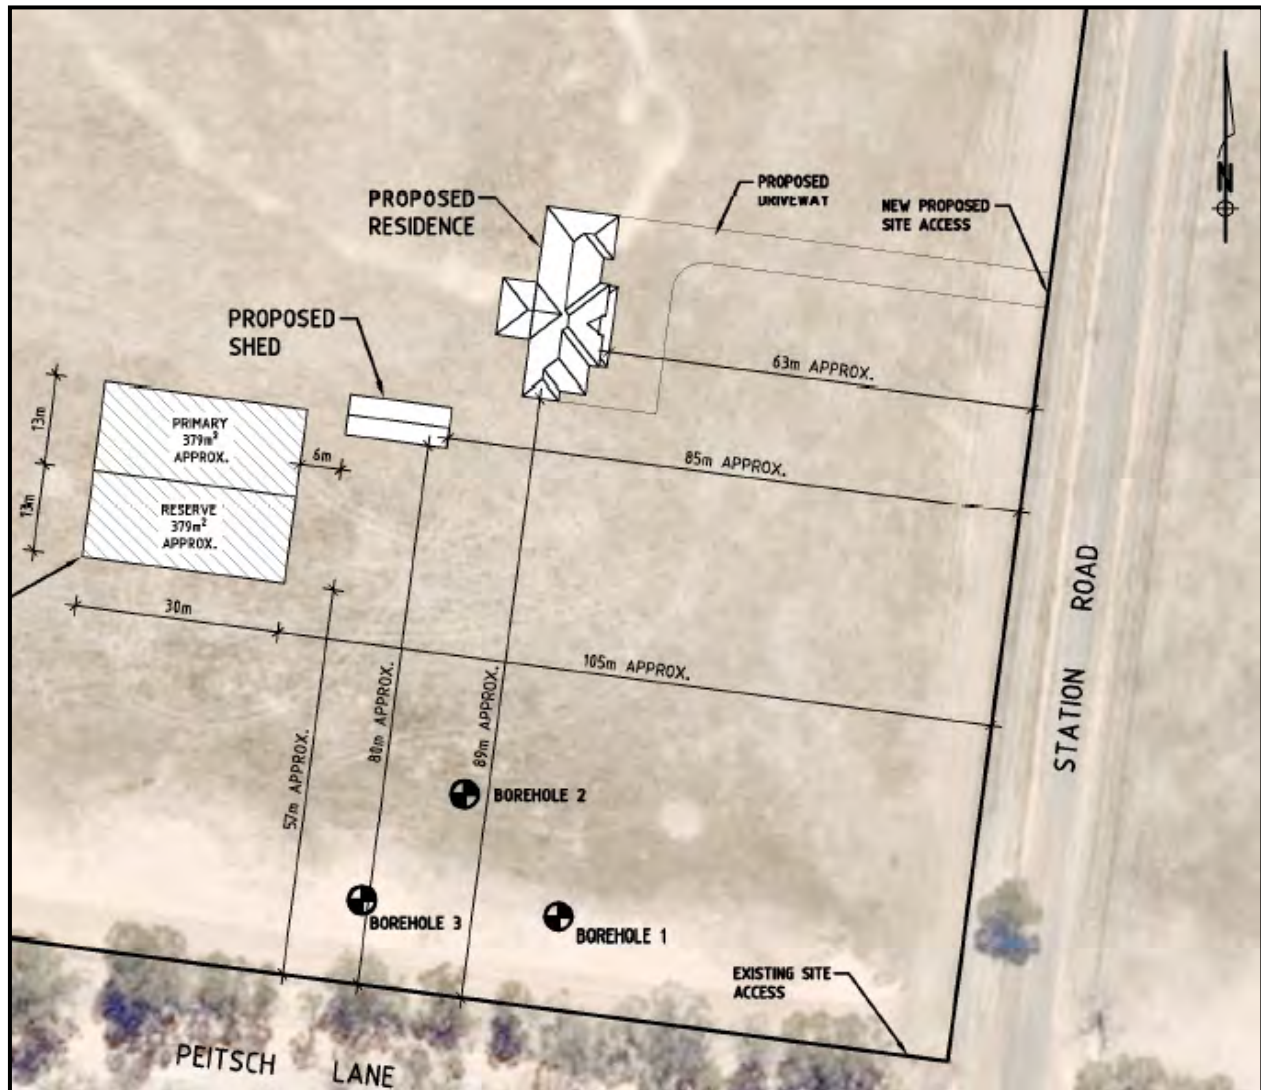 PROPOSED
RESIDENCE
PROPOSED
DRIVEWAY
NEW PROPOSED
SITE ACCESS
N
PROPOSED
SHED
63m APPROX.
13m
PRIMARY
379m²
APPROX.
6m
85m APPROX.
13m
RESERVE
379m²
APPROX.
30m
105m APPROX.
57m APPROX.
80m APPROX.
89m APPROX.
STATION ROAD
BOREHOLE 2
BOREHOLE 3
BOREHOLE 1
EXISTING SITE
ACCESS
PEITSCH LANE